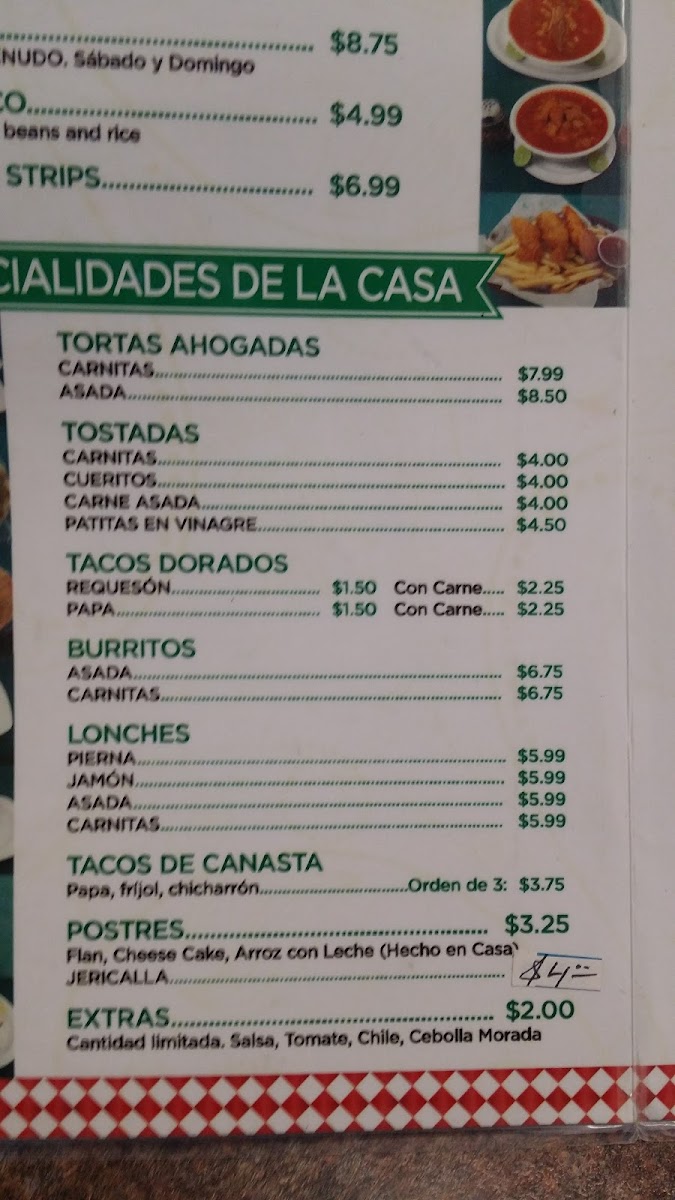 ........ $8.75
NUDO. Sábado y Domingo
........ $4.99
beans and rice
STRIPS........ $6.99
CIALIDADES DE LA CASA
TORTAS AHOGADAS
CARNITAS........ $7.99
ASADA........ $8.50
TOSTADAS
CARNITAS........ $4.00
CUERITOS........ $4.00
CARNE ASADA........ $4.00
PATITAS EN VINAGRE........ $4.50
TACOS DORADOS
REQUESÓN........ $1.50 Con Carne..... $2.25
PAPA........ $1.50 Con Carne..... $2.25
BURRITOS
ASADA........ $6.75
CARNITAS........ $6.75
LONCHES
PIERNA........ $5.99
JAMÓN........ $5.99
ASADA........ $5.99
CARNITAS........ $5.99
TACOS DE CANASTA
Papa, fríjol, chicharrón........Orden de 3: $3.75
POSTRES........ $3.25
Flan, Cheese Cake, Arroz con Leche (Hecho en Casa)
JERICALLA........ $4.00
EXTRAS........ $2.00
Cantidad limitada. Salsa, Tomate, Chile, Cebolla Morada